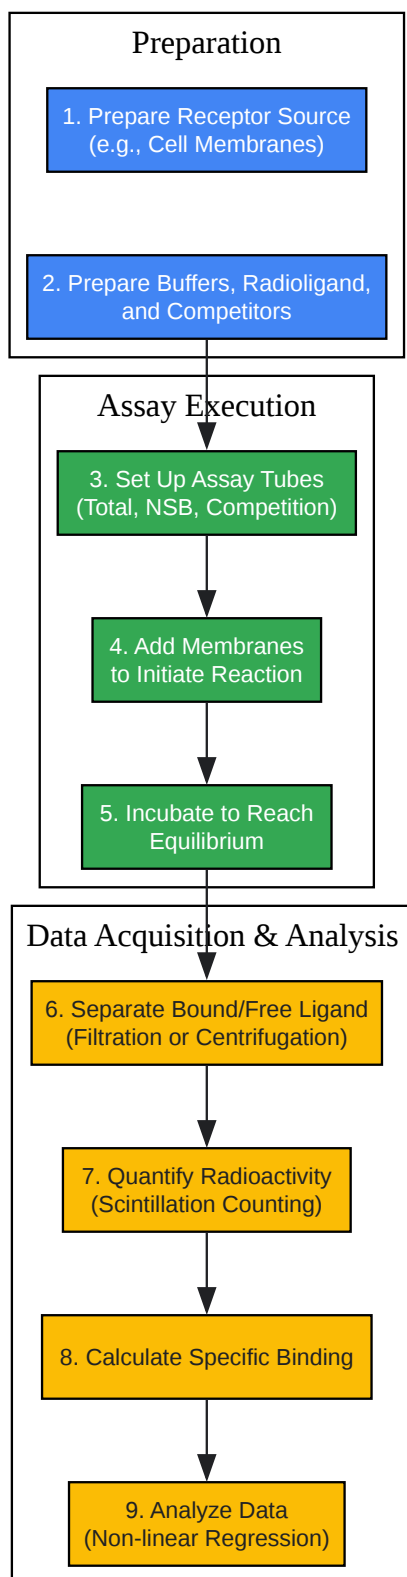 Preparation
1. Prepare Receptor Source
(e.g., Cell Membranes)
2. Prepare Buffers, Radioligand,
and Competitors
Assay Execution
3. Set Up Assay Tubes
(Total, NSB, Competition)
4. Add Membranes
to Initiate Reaction
5. Incubate to Reach
Equilibrium
Data Acquisition & Analysis
6. Separate Bound/Free Ligand
(Filtration or Centrifugation)
7. Quantify Radioactivity
(Scintillation Counting)
8. Calculate Specific Binding
9. Analyze Data
(Non-linear Regression)